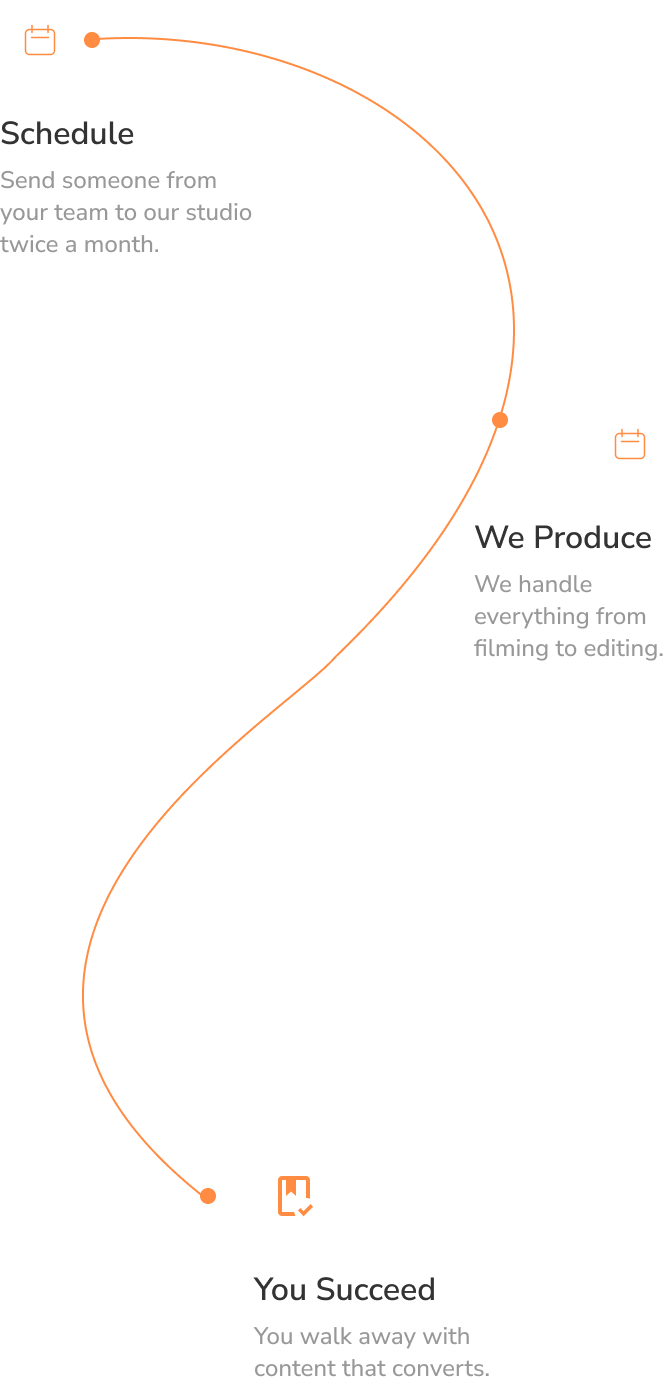 Schedule
Send someone from
your team to our studio
twice a month.
We Produce
We handle
everything from
filming to editing.
You Succeed
You walk away with
content that converts.